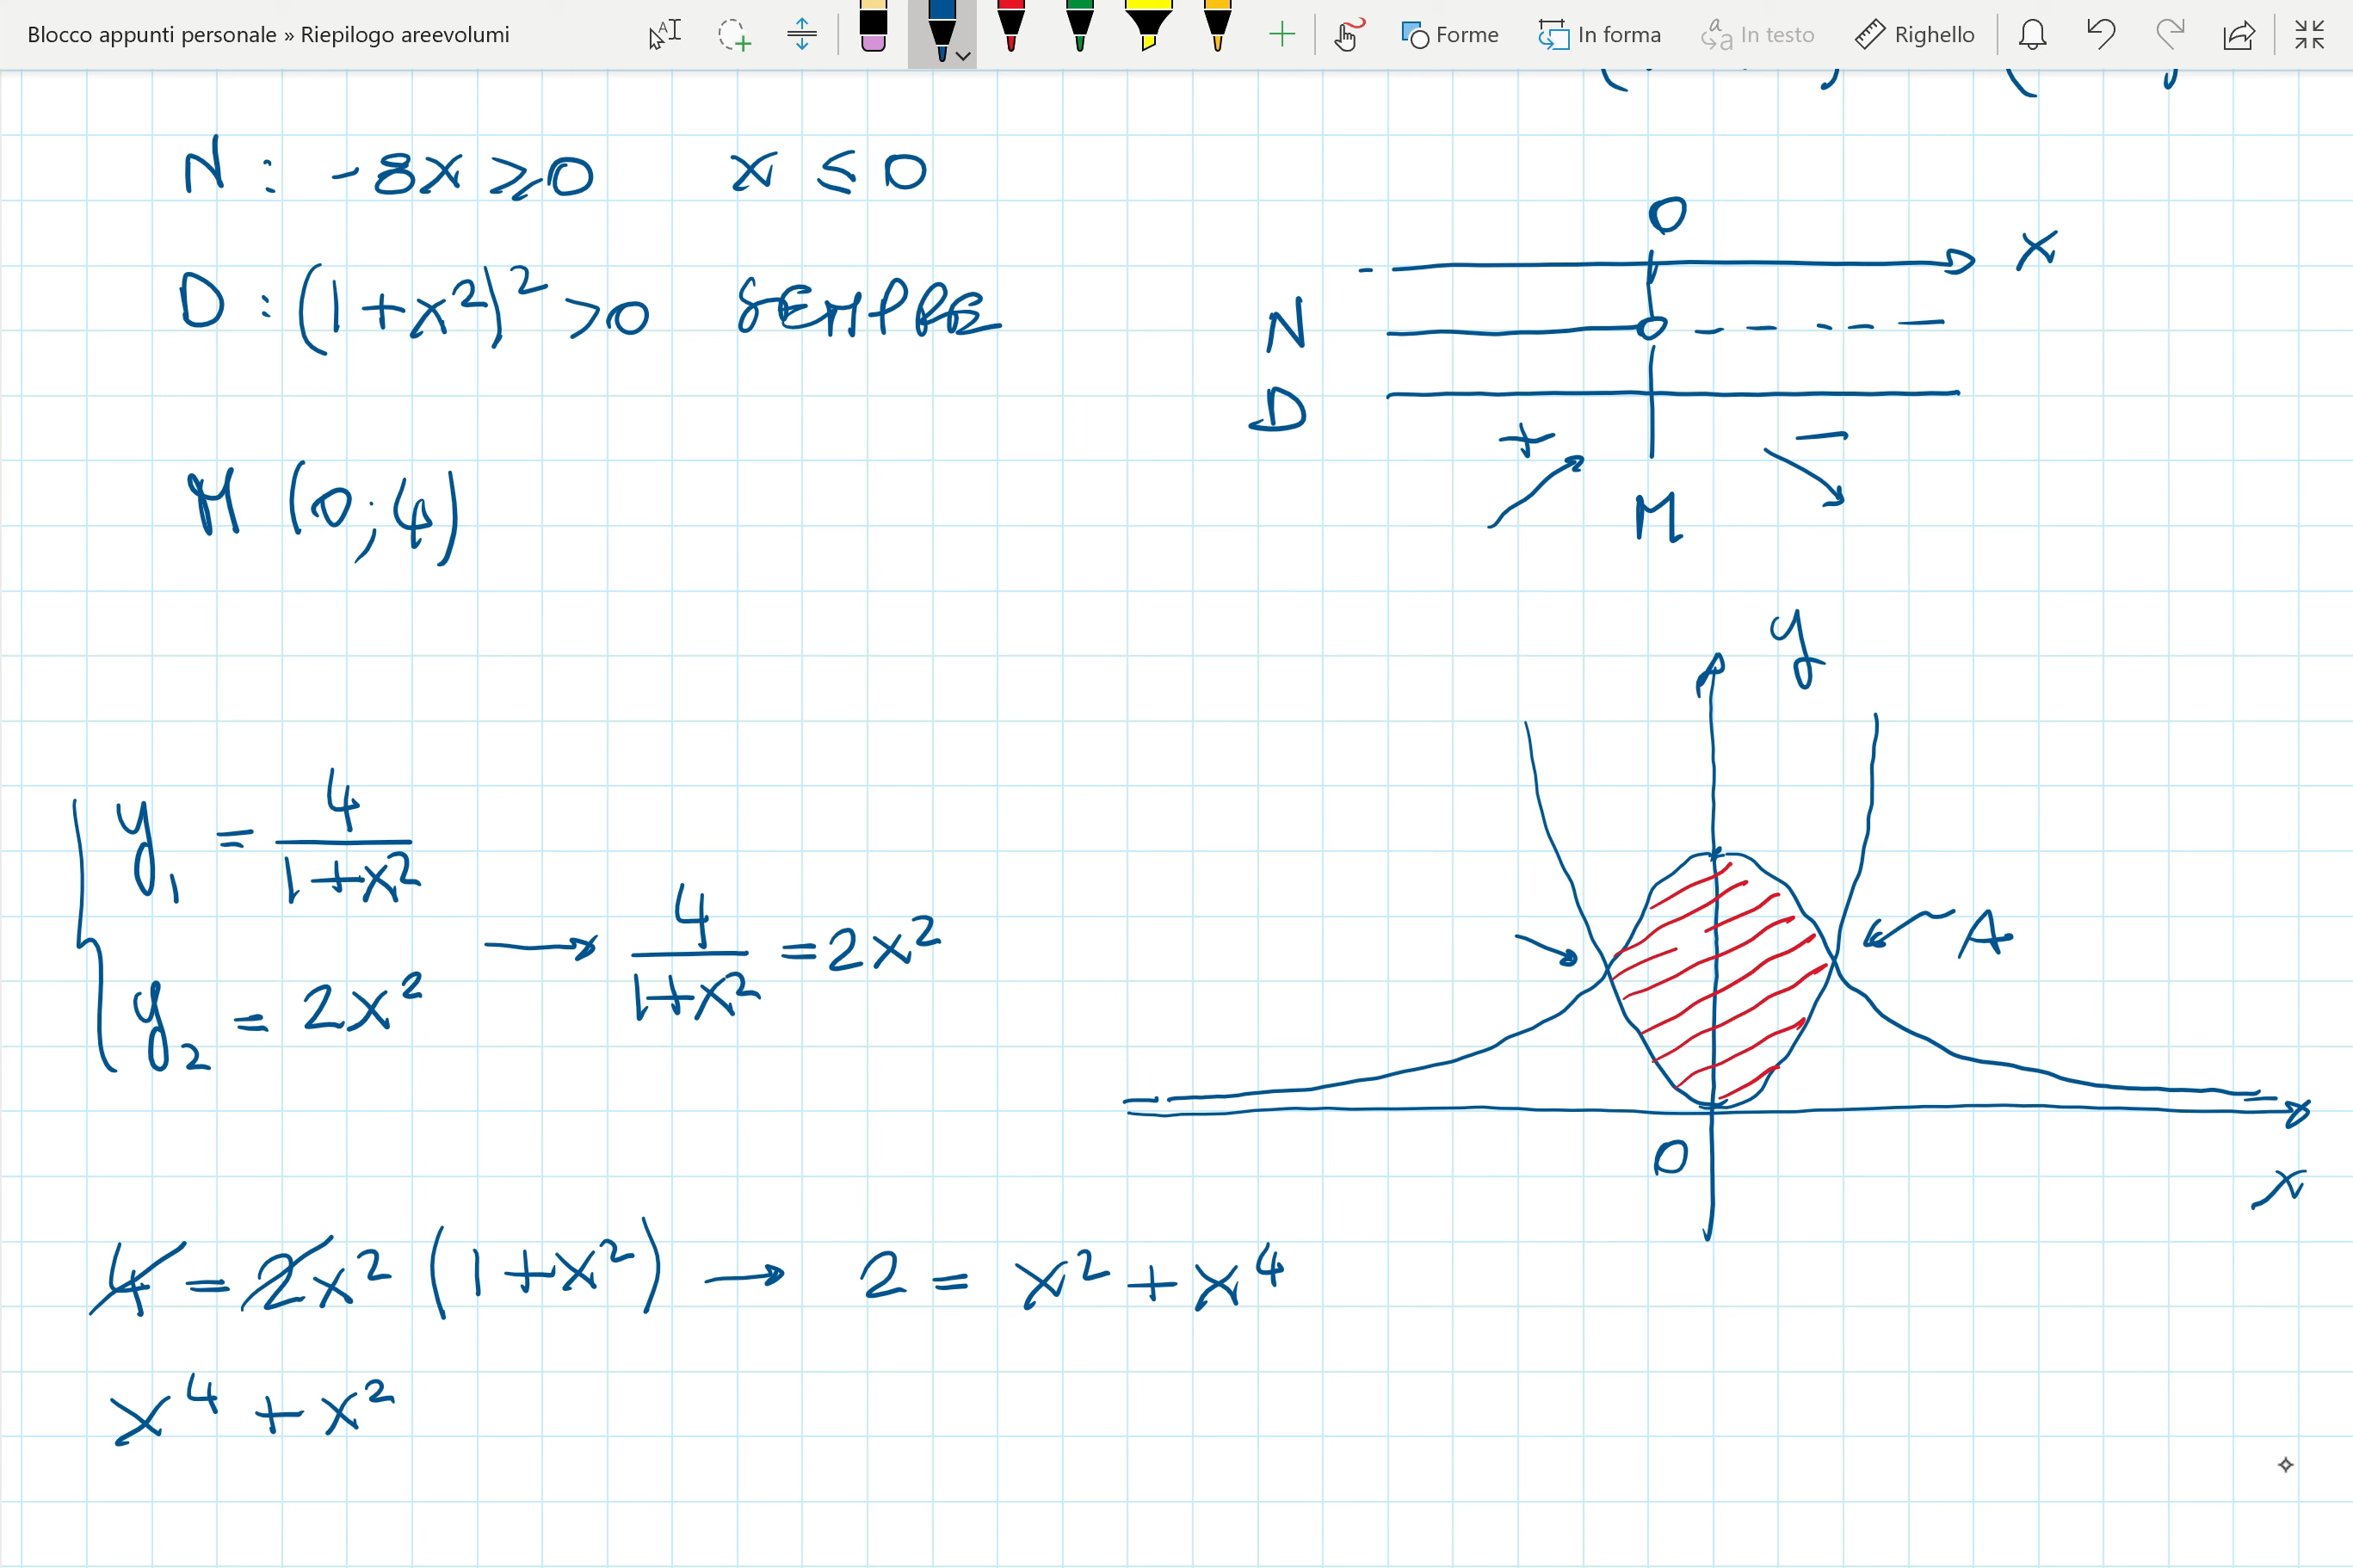 Blocco appunti personale » Riepilogo areevolumi
Forme
In forma
In testo
Righello
N: -8x ≥ 0 x ≤ 0
D: (1+x²)² > 0 SEMPRE
0
x
N
D
+ −
M
M (0; 4)
y
y₁ = 4/(1+x²)
y₂ = 2x²
→ 4/(1+x²) = 2x²
A
0
x
4 = 2x² (1+x²) → 2 = x² + x⁴
x⁴ + x²